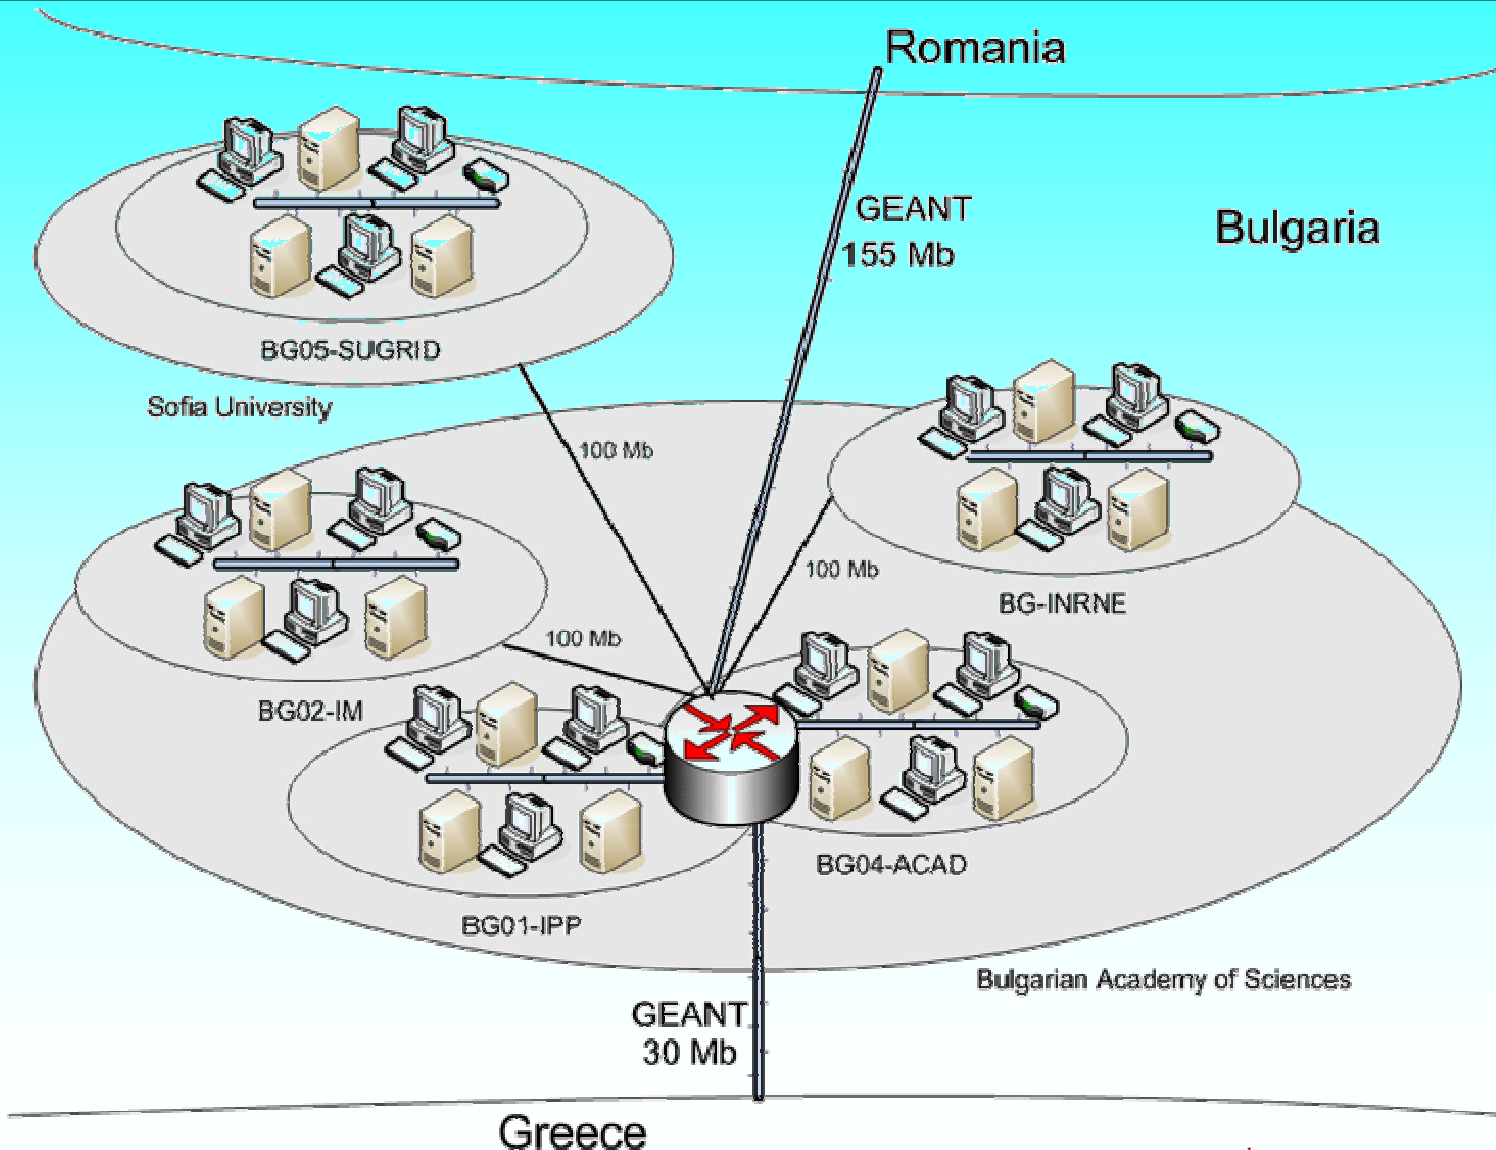 Romania
GEANT
155 Mb
Bulgaria
BG05-SUGRID
Sofia University
100 Mb
100 Mb
BG-INRNE
100 Mb
BG02-IM
BG04-ACAD
BG01-IPP
Bulgarian Academy of Sciences
GEANT
30 Mb
Greece